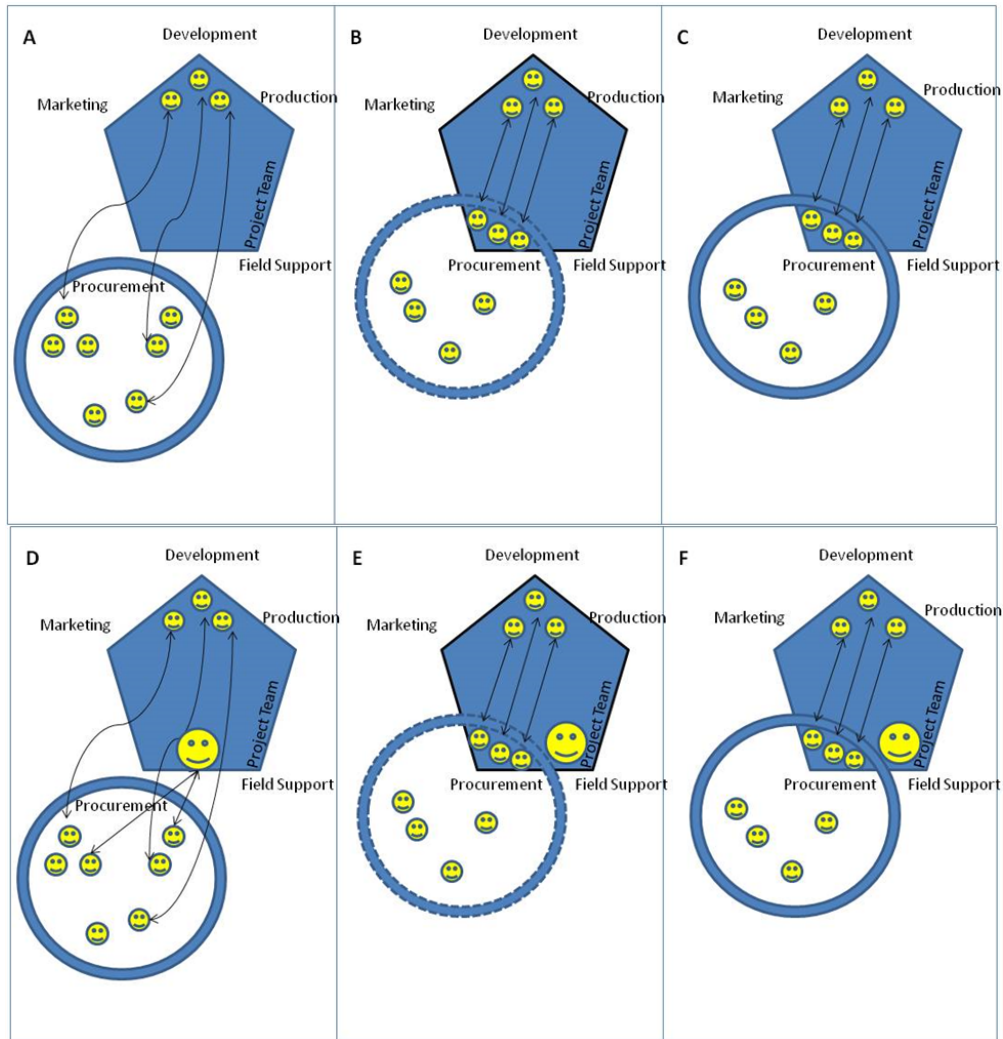 A
Development
Marketing
Production
Project Team
Field Support
Procurement
B
Development
Marketing
Production
Project Team
Procurement
Field Support
C
Development
Marketing
Production
Project Team
Procurement
Field Support
D
Development
Marketing
Production
Project Team
Field Support
Procurement
E
Development
Marketing
Production
Project Team
Procurement
Field Support
F
Development
Marketing
Production
Project Team
Procurement
Field Support